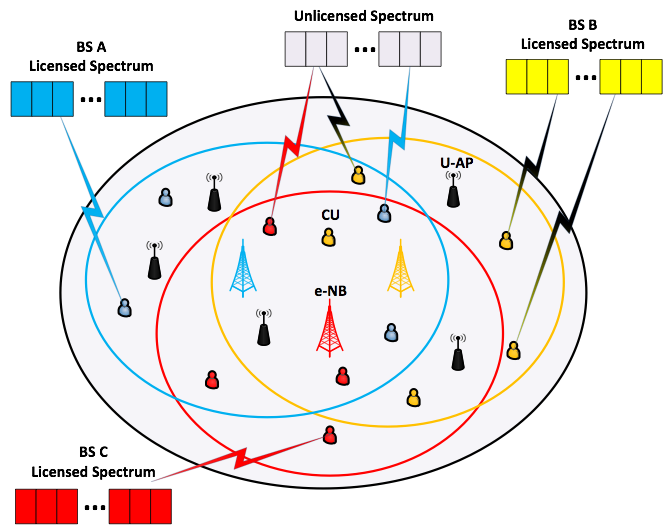 Unlicensed Spectrum
BS A
Licensed Spectrum
BS B
Licensed Spectrum
U-AP
CU
e-NB
BS C
Licensed Spectrum